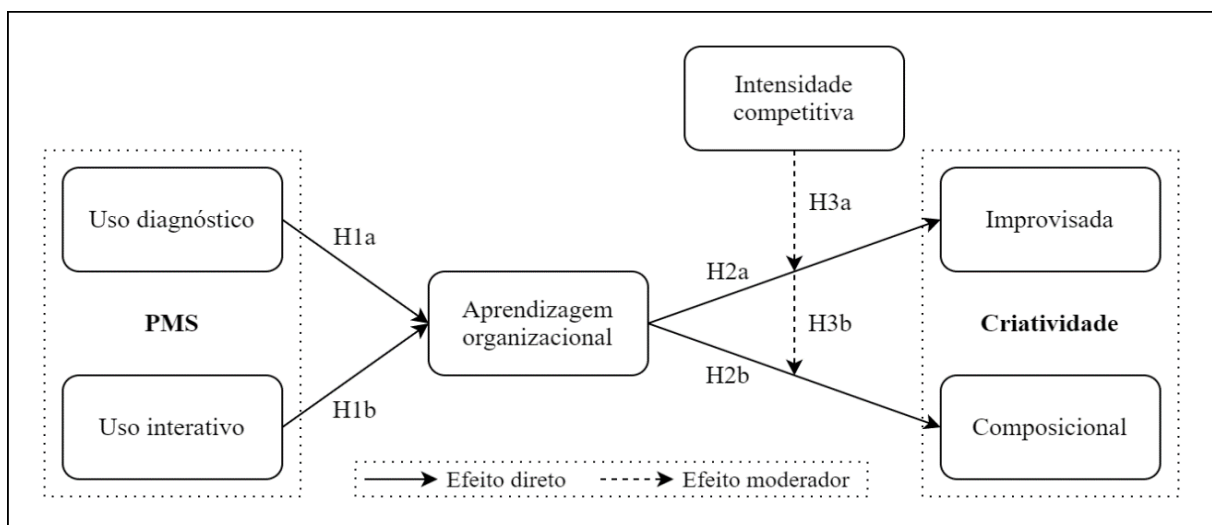 Intensidade
competitiva
Uso diagnóstico
H1a
PMS
Uso interativo
H1b
Aprendizagem
organizacional
H2a
H2b
H3a
H3b
Improvisada
Criatividade
Composicional
Efeito direto
Efeito moderador